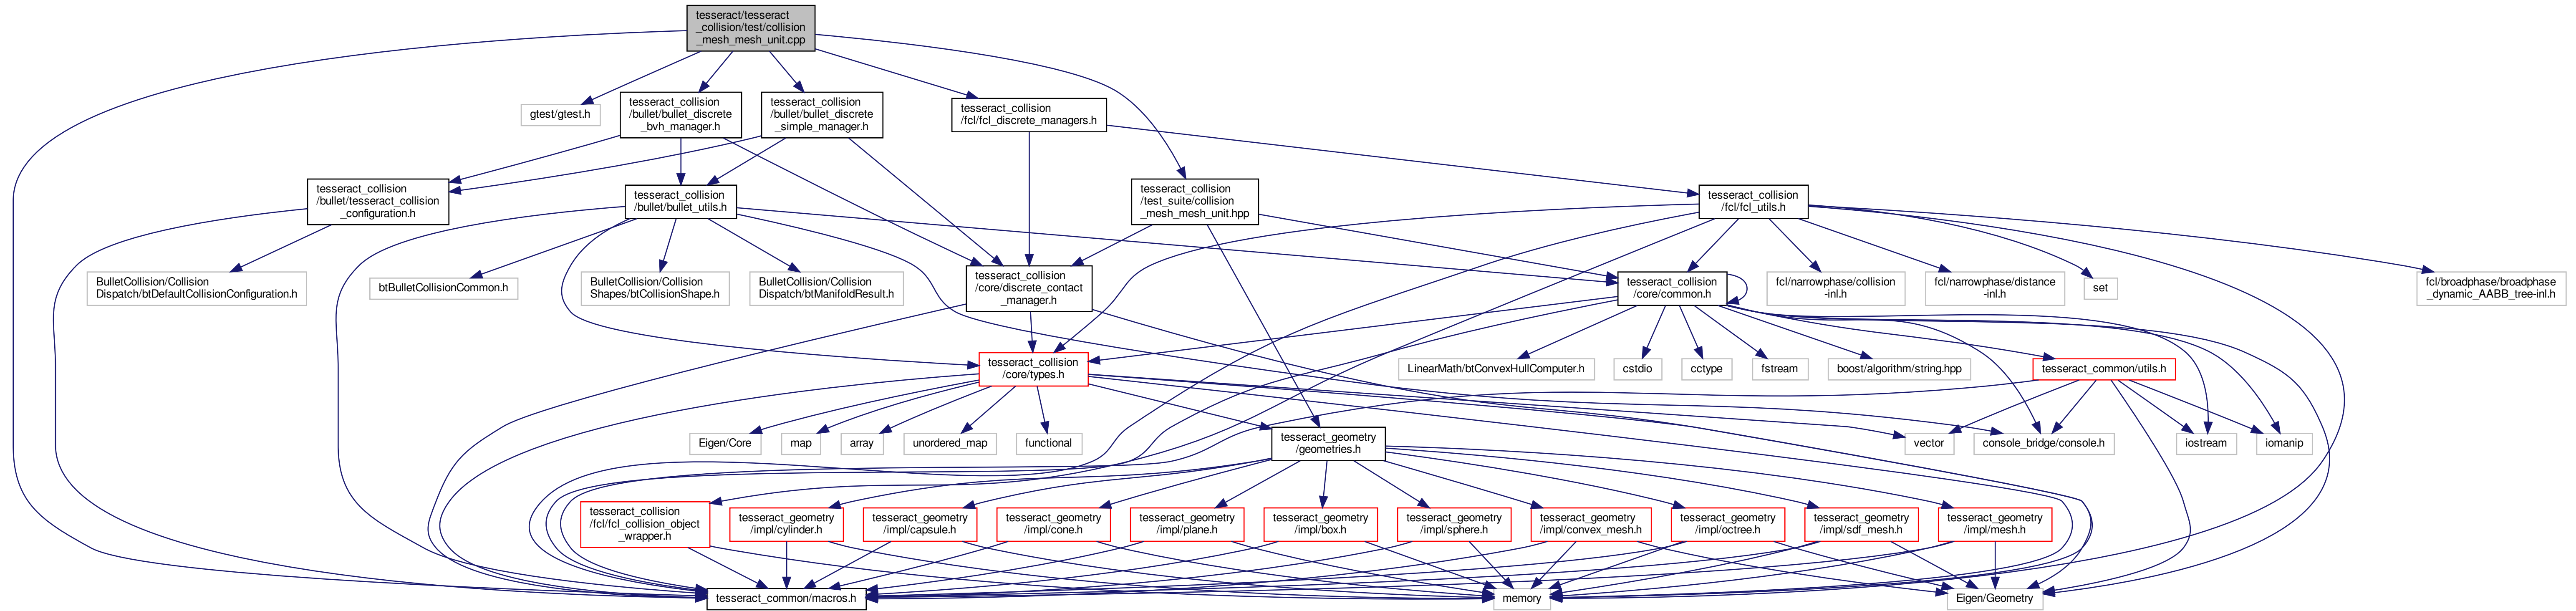 tesseract/tesseract
_collision/test/collision
_mesh_mesh_unit.cpp
gtest/gtest.h
tesseract_collision
/bullet/bullet_discrete
_bvh_manager.h
tesseract_collision
/bullet/bullet_discrete
_simple_manager.h
tesseract_collision
/fcl/fcl_discrete_managers.h
tesseract_collision
/bullet/tesseract_collision
_configuration.h
tesseract_collision
/bullet/bullet_utils.h
tesseract_collision
/test_suite/collision
_mesh_mesh_unit.hpp
tesseract_collision
/fcl/fcl_utils.h
BulletCollision/Collision
Dispatch/btDefaultCollisionConfiguration.h
btBulletCollisionCommon.h
BulletCollision/Collision
Shapes/btCollisionShape.h
BulletCollision/Collision
Dispatch/btManifoldResult.h
tesseract_collision
/core/discrete_contact
_manager.h
tesseract_collision
/core/common.h
fcl/narrowphase/collision
-inl.h
fcl/narrowphase/distance
-inl.h
set
fcl/broadphase/broadphase
_dynamic_AABB_tree-inl.h
tesseract_collision
/core/types.h
LinearMath/btConvexHullComputer.h
cstdio
cctype
fstream
boost/algorithm/string.hpp
tesseract_common/utils.h
Eigen/Core
map
array
unordered_map
functional
tesseract_geometry
/geometries.h
vector
console_bridge/console.h
iostream
iomanip
tesseract_collision
/fcl/fcl_collision_object
_wrapper.h
tesseract_geometry
/impl/cylinder.h
tesseract_geometry
/impl/capsule.h
tesseract_geometry
/impl/cone.h
tesseract_geometry
/impl/plane.h
tesseract_geometry
/impl/box.h
tesseract_geometry
/impl/sphere.h
tesseract_geometry
/impl/convex_mesh.h
tesseract_geometry
/impl/octree.h
tesseract_geometry
/impl/sdf_mesh.h
tesseract_geometry
/impl/mesh.h
tesseract_common/macros.h
memory
Eigen/Geometry